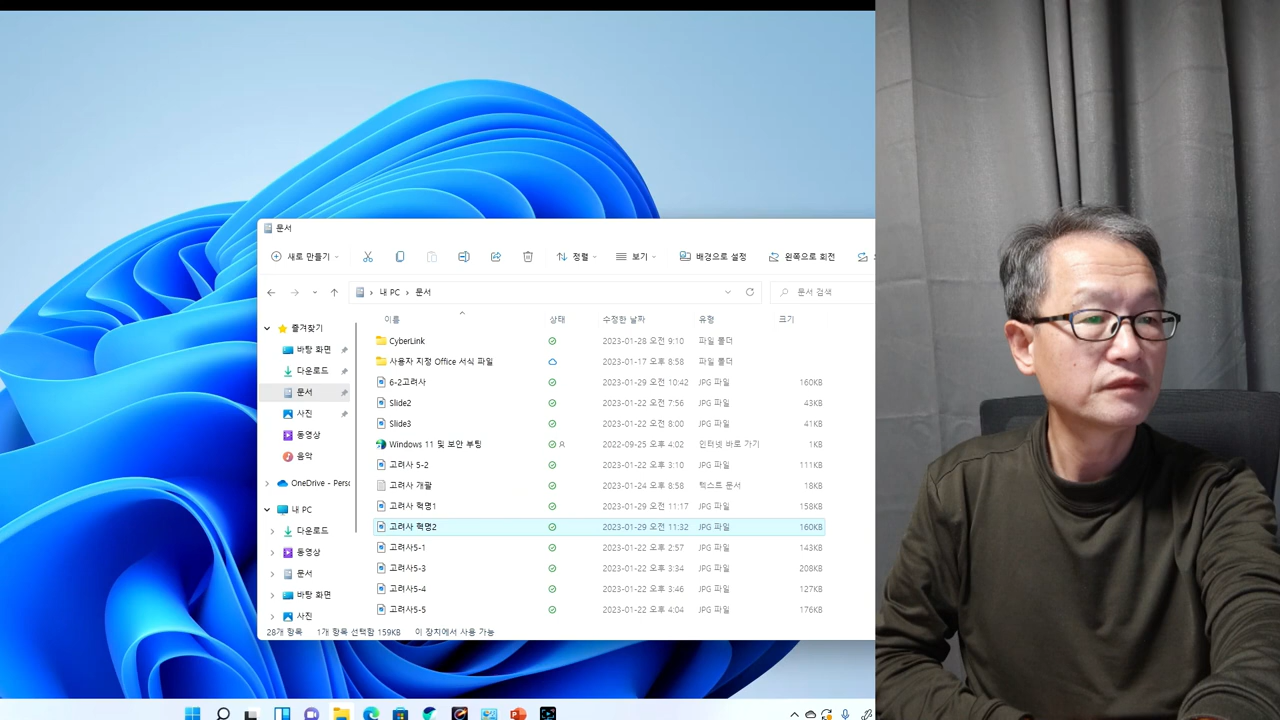 문서
새로 만들기
정렬
보기
배경으로 설정
왼쪽으로 회전
내 PC > 문서
문서 검색
이름 상태 수정한 날짜 유형 크기
CyberLink 2023-01-28 오전 9:10 파일 폴더
사용자 지정 Office 서식 파일 2023-01-17 오후 8:58 파일 폴더
6-2고려사 2023-01-29 오전 10:42 JPG 파일 160KB
Slide2 2023-01-22 오후 7:56 JPG 파일 43KB
Slide3 2023-01-22 오후 8:00 JPG 파일 41KB
Windows 11 및 보안 부팅 2022-09-25 오후 4:02 인터넷 바로 가기 1KB
고려사 5-2 2023-01-22 오후 3:10 JPG 파일 111KB
고려사 개괄 2023-01-24 오후 8:58 텍스트 문서 18KB
고려사 혁명1 2023-01-29 오전 11:17 JPG 파일 158KB
고려사 혁명2 2023-01-29 오전 11:32 JPG 파일 160KB
고려사5-1 2023-01-22 오후 2:57 JPG 파일 143KB
고려사5-3 2023-01-22 오후 3:34 JPG 파일 208KB
고려사5-4 2023-01-22 오후 3:46 JPG 파일 127KB
고려사5-5 2023-01-22 오후 4:04 JPG 파일 176KB
즐겨찾기
바탕 화면
다운로드
문서
사진
동영상
음악
OneDrive - Perso
내 PC
다운로드
동영상
문서
바탕 화면
사진
28개 항목 1개 항목 선택함 159KB 이 장치에서 사용 가능